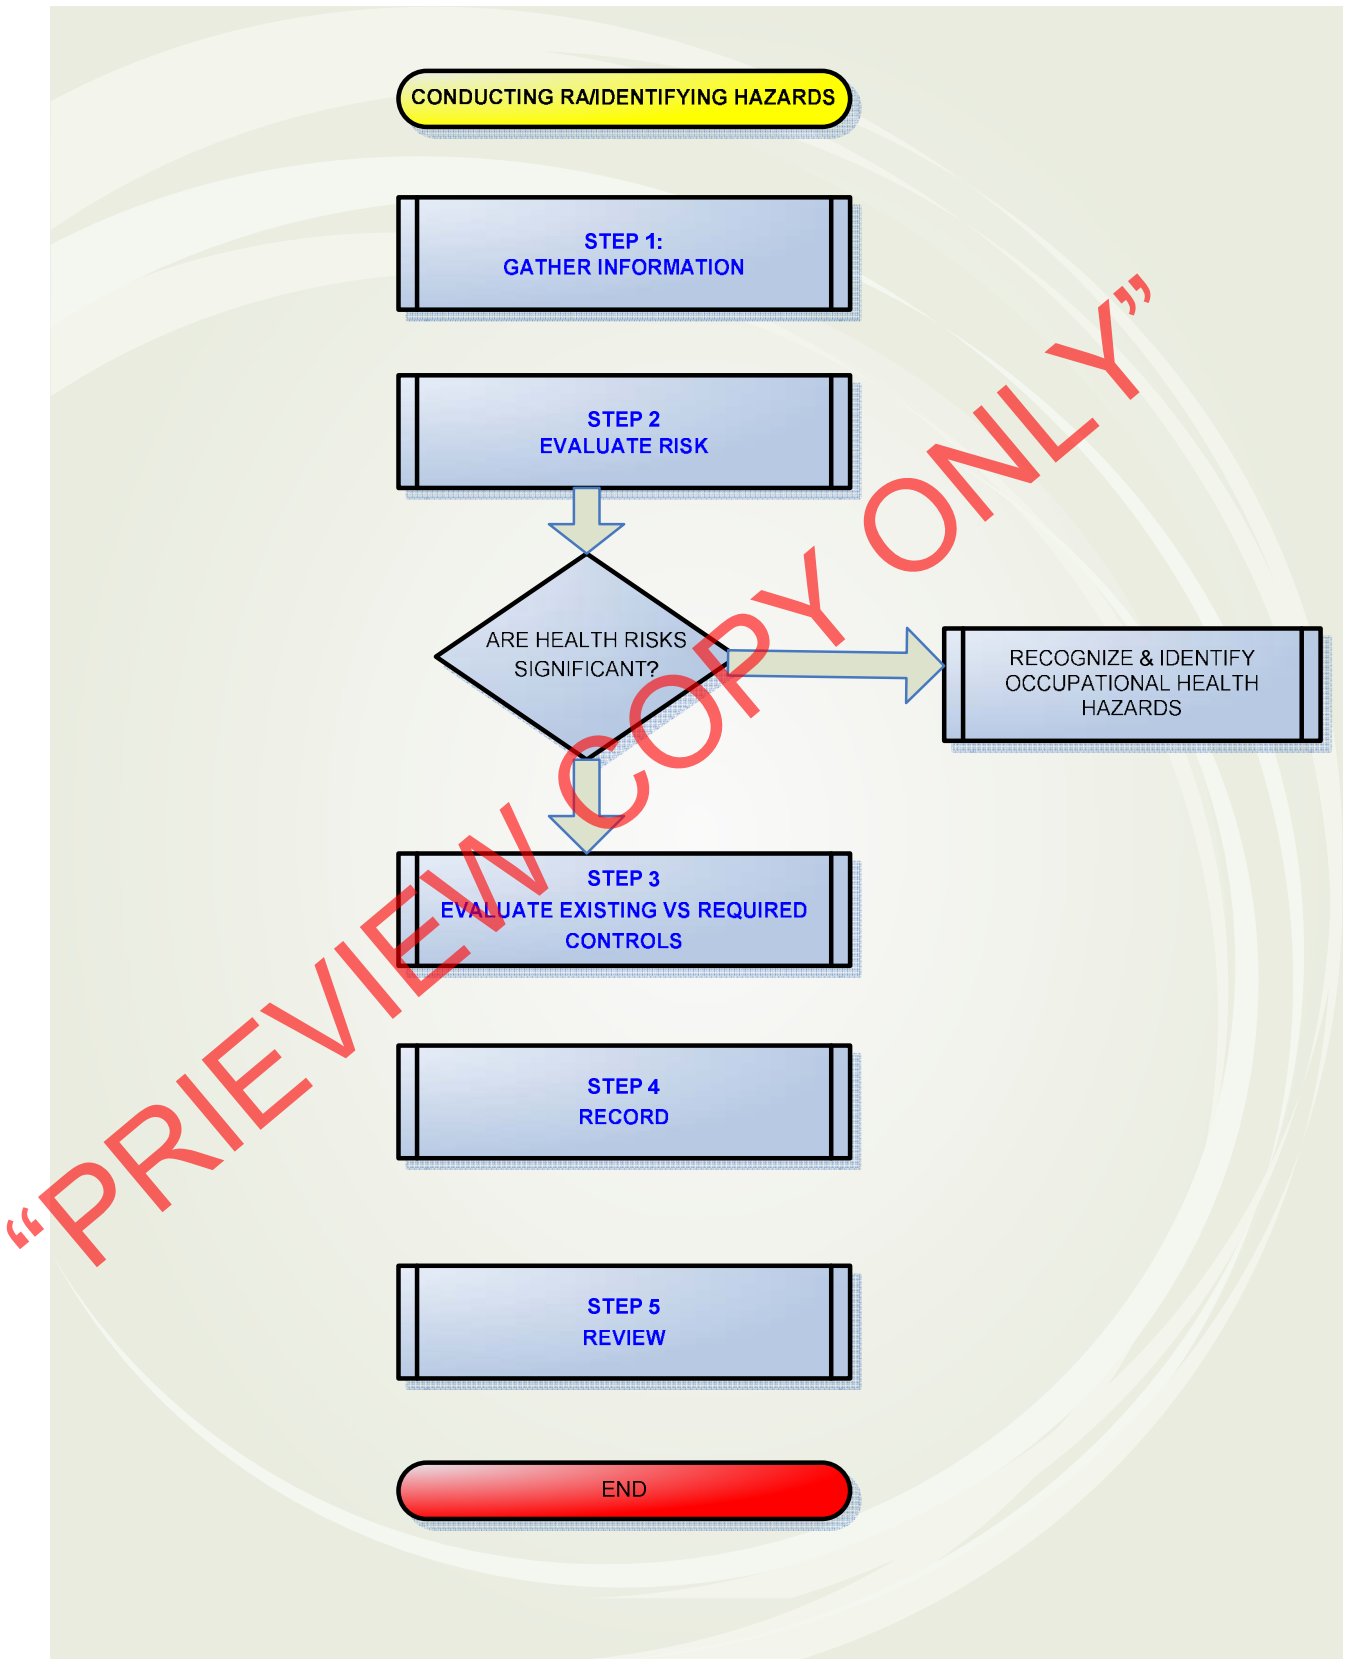 CONDUCTING RA/IDENTIFYING HAZARDS
STEP 1:
GATHER INFORMATION
STEP 2
EVALUATE RISK
ARE HEALTH RISKS
SIGNIFICANT?
RECOGNIZE & IDENTIFY
OCCUPATIONAL HEALTH
HAZARDS
STEP 3
EVALUATE EXISTING VS REQUIRED
CONTROLS
STEP 4
RECORD
STEP 5
REVIEW
END
“PRIEVIEW COPY ONLY”